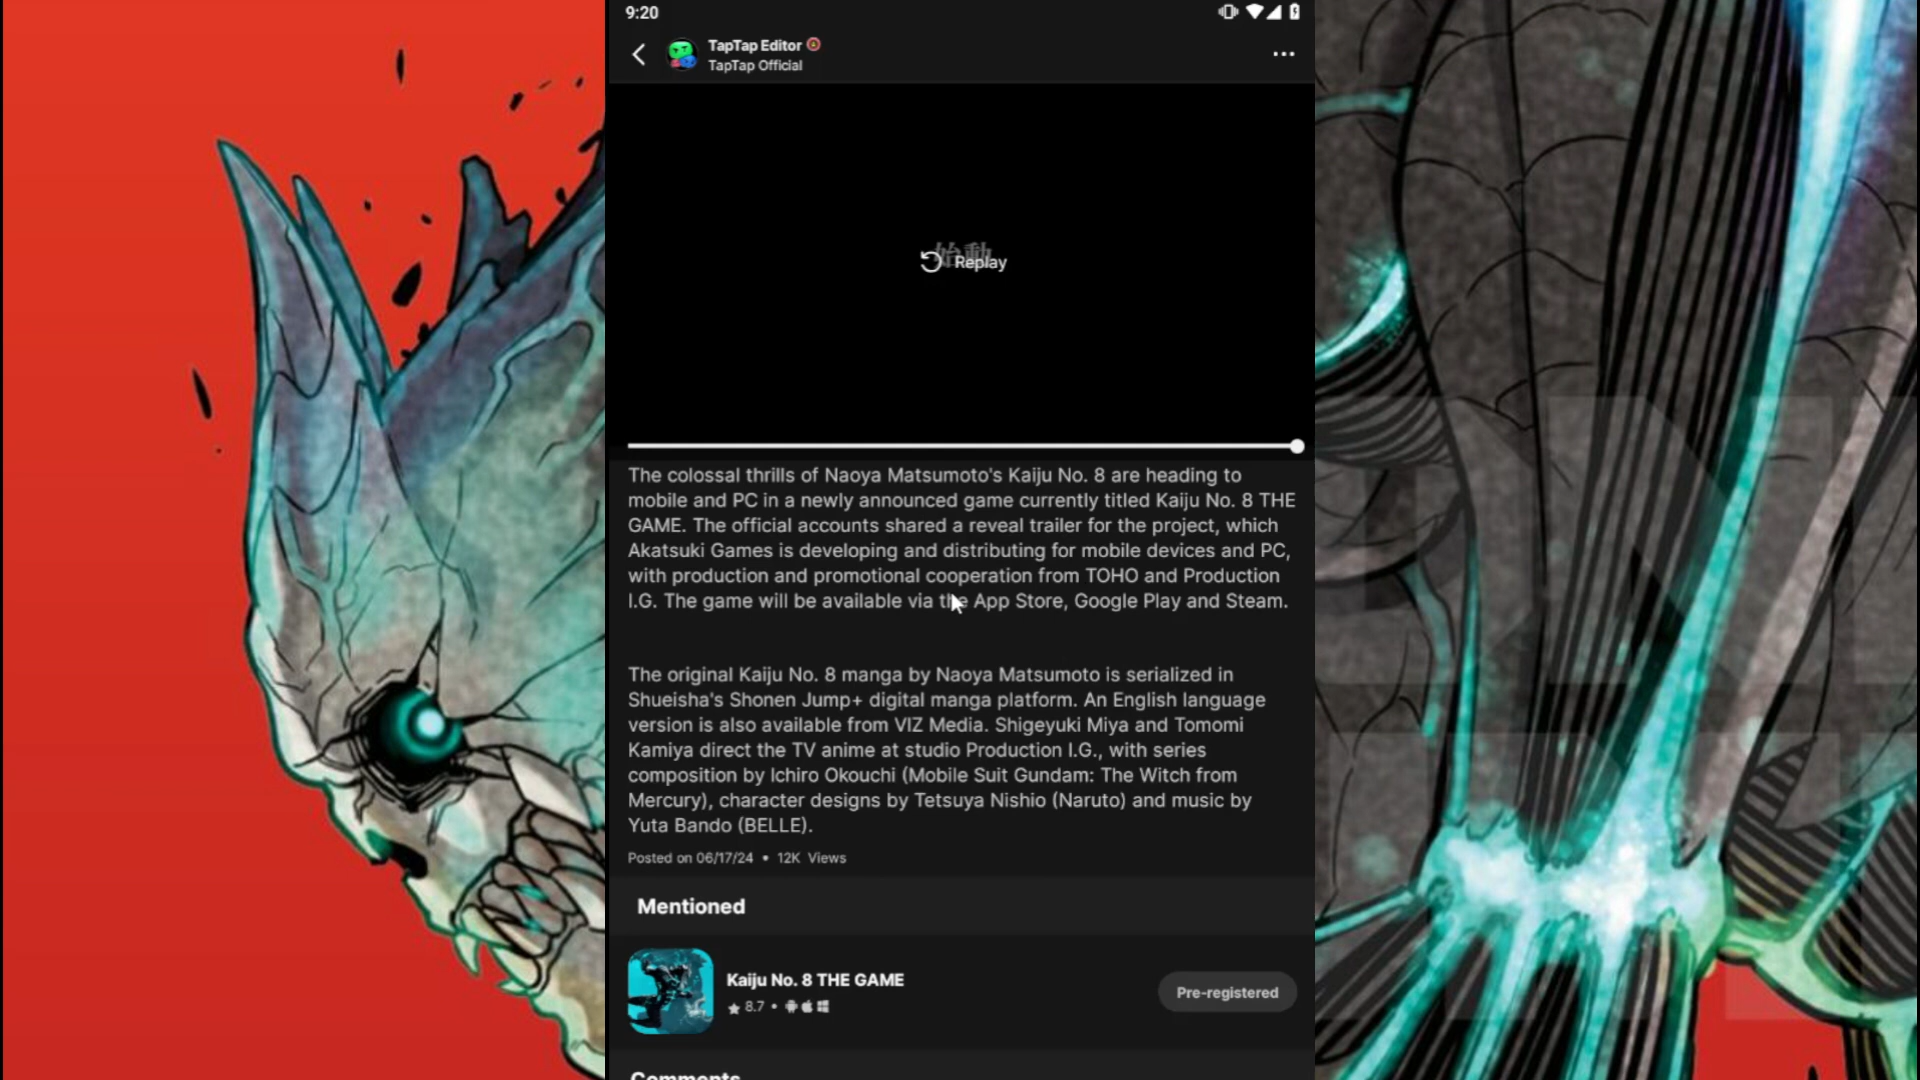 9:20
TapTap Editor
TapTap Official
始動
Replay
The colossal thrills of Naoya Matsumoto's Kaiju No. 8 are heading to
mobile and PC in a newly announced game currently titled Kaiju No. 8 THE
GAME. The official accounts shared a reveal trailer for the project, which
Akatsuki Games is developing and distributing for mobile devices and PC,
with production and promotional cooperation from TOHO and Production
I.G. The game will be available via the App Store, Google Play and Steam.
The original Kaiju No. 8 manga by Naoya Matsumoto is serialized in
Shueisha's Shonen Jump+ digital manga platform. An English language
version is also available from VIZ Media. Shigeyuki Miya and Tomomi
Kamiya direct the TV anime at studio Production I.G., with series
composition by Ichiro Okouchi (Mobile Suit Gundam: The Witch from
Mercury), character designs by Tetsuya Nishio (Naruto) and music by
Yuta Bando (BELLE).
Posted on 06/17/24 • 12K Views
Mentioned
Kaiju No. 8 THE GAME
8.7 •
Pre-registered
Comments